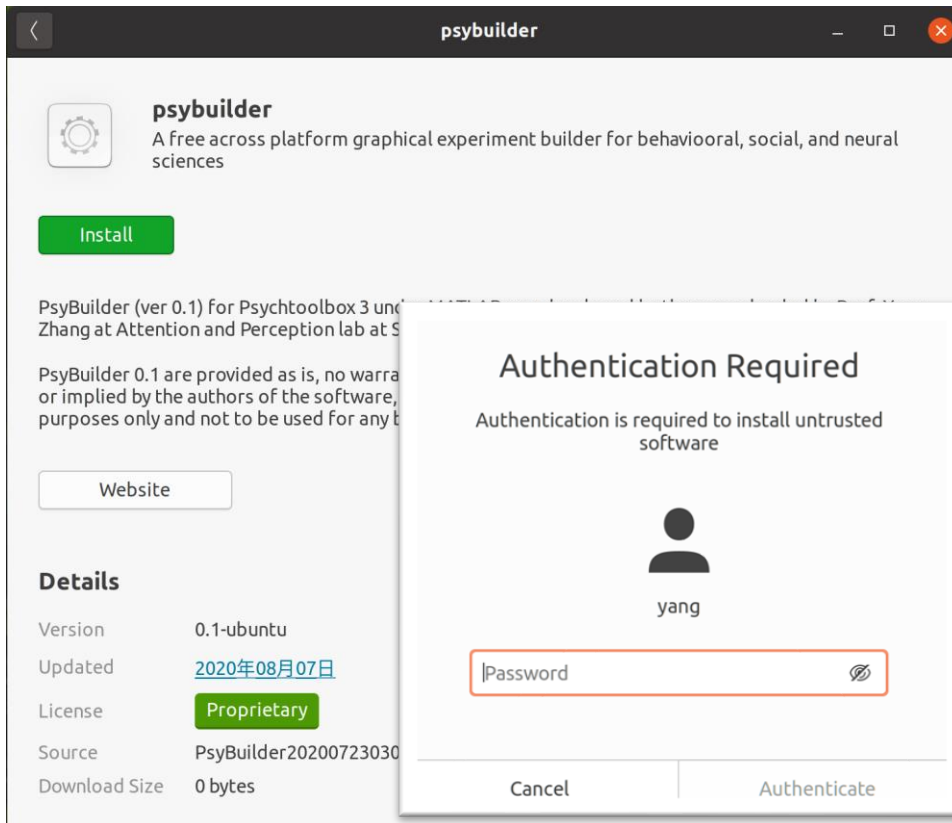 psybuilder
psybuilder
A free across platform graphical experiment builder for behaviooral, social, and neural
sciences
Install
PsyBuilder (ver 0.1) for Psychtoolbox 3
Zhang at Attention and Perception lab at
PsyBuilder 0.1 are provided as is, no
or implied by the authors of the software,
purposes only and not to be used for any
Website
Details
Version 0.1-ubuntu
Updated 2020年08月07日
License Proprietary
Source PsyBuilder20200723030
Download Size 0 bytes
Authentication Required
Authentication is required to install untrusted
software
yang
Password
Cancel
Authenticate